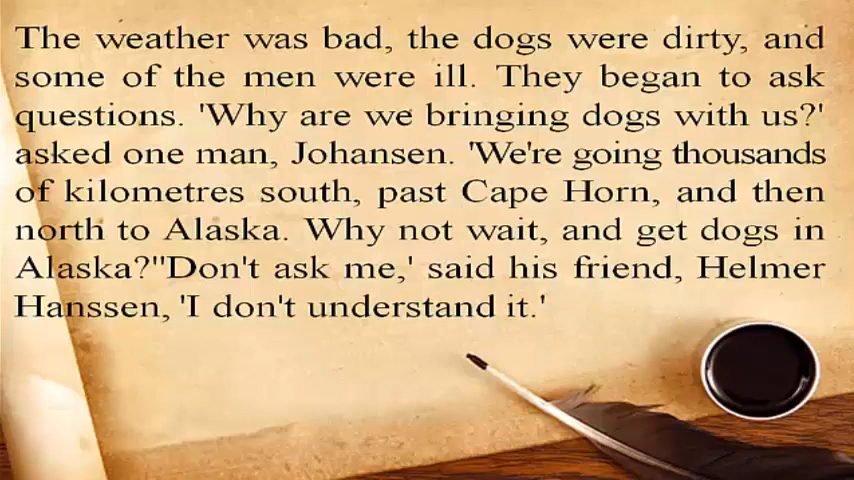 The weather was bad, the dogs were dirty, and
some of the men were ill. They began to ask
questions. 'Why are we bringing dogs with us?'
asked one man, Johansen. 'We're going thousands
of kilometres south, past Cape Horn, and then
north to Alaska. Why not wait, and get dogs in
Alaska?''Don't ask me,' said his friend, Helmer
Hanssen, 'I don't understand it.'